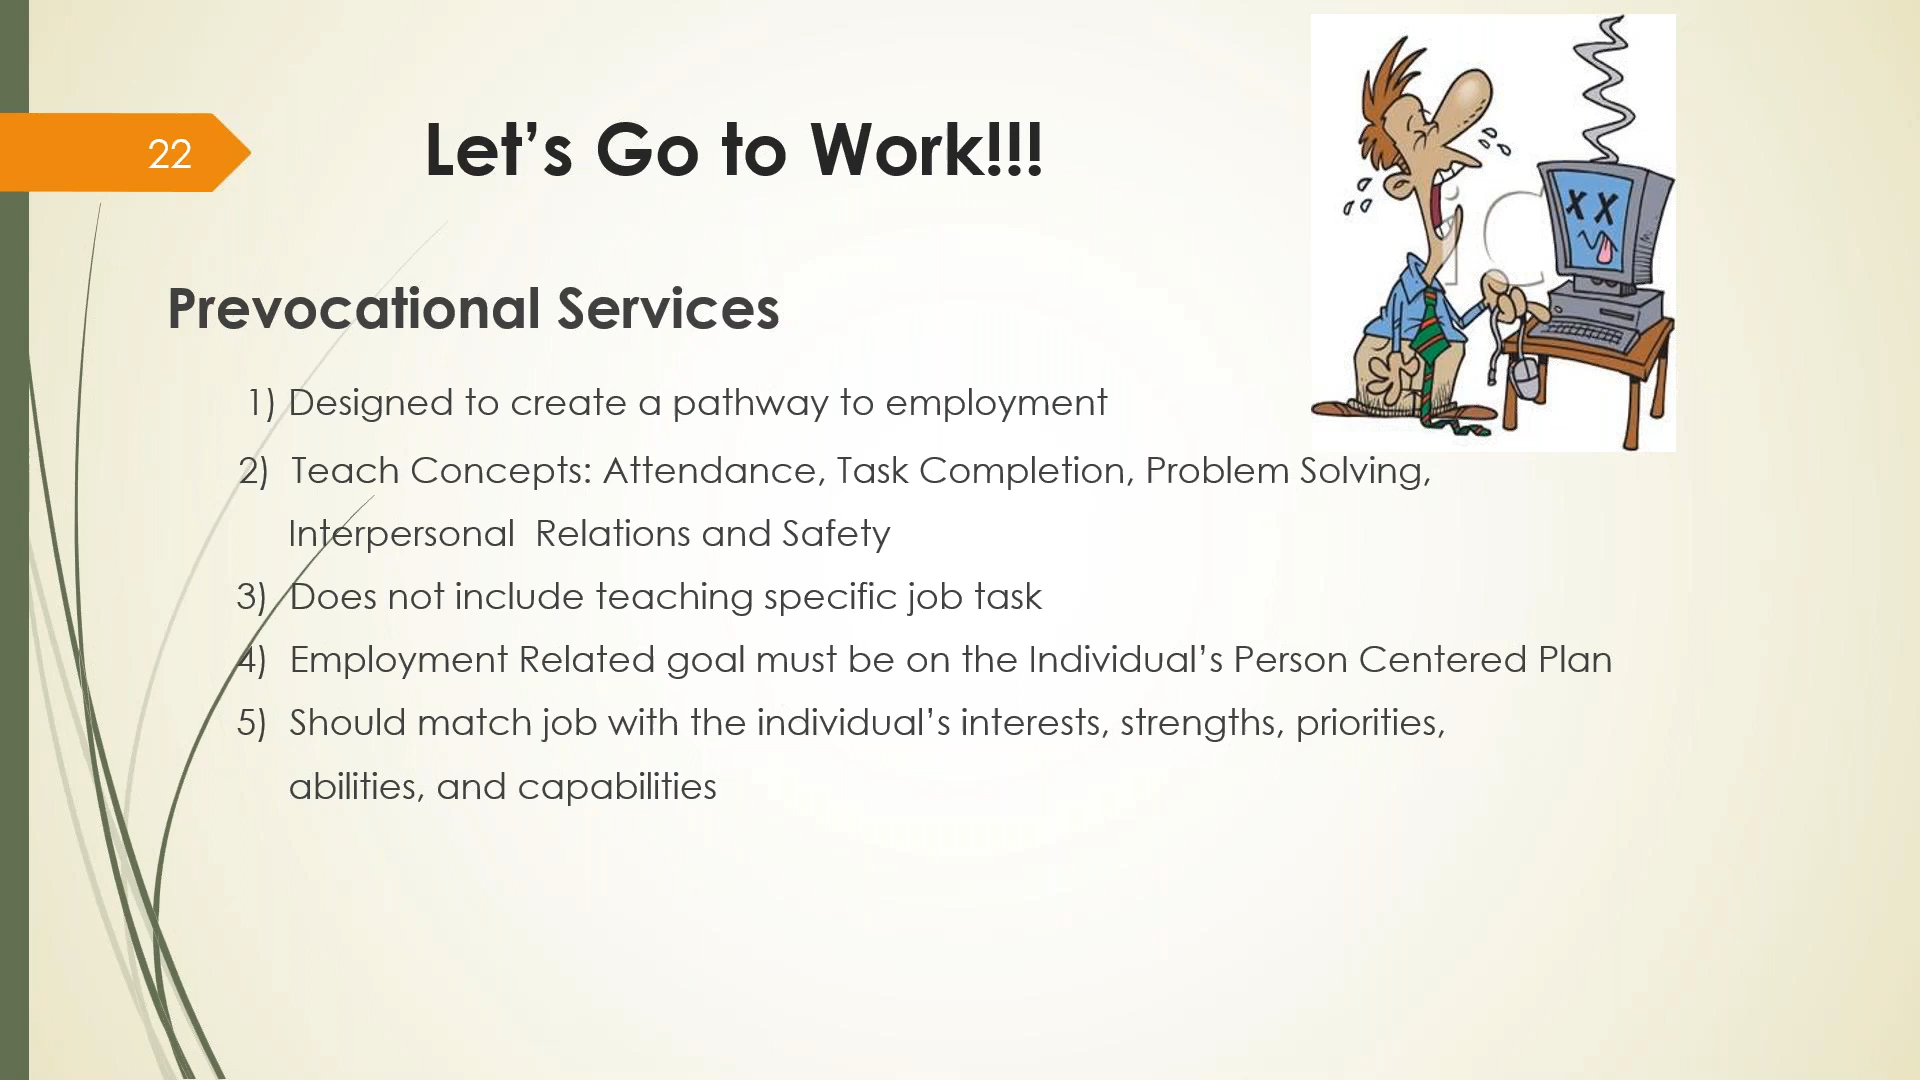 22
Let’s Go to Work!!!
Prevocational Services
1) Designed to create a pathway to employment
2) Teach Concepts: Attendance, Task Completion, Problem Solving,
Interpersonal Relations and Safety
3) Does not include teaching specific job task
4) Employment Related goal must be on the Individual’s Person Centered Plan
5) Should match job with the individual’s interests, strengths, priorities,
abilities, and capabilities